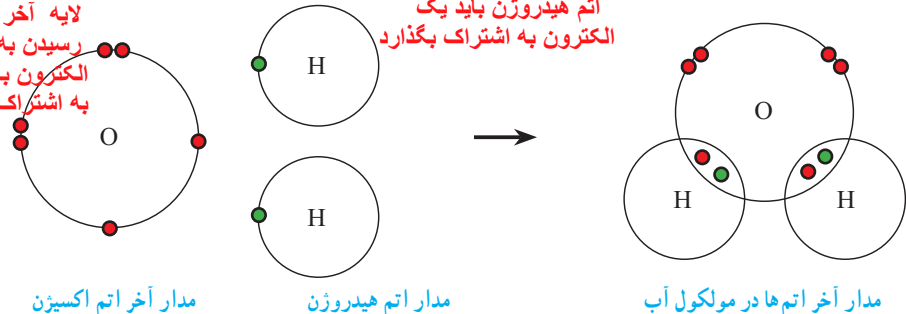 لایه آخر
رسیدن به
الکترون ب
به اشتراک
اتم هیدروژن باید یک
الکترون به اشتراک بگذارد
O
H
H
O
H
H
مدار آخر اتم اکسیژن
مدار اتم هیدروژن
مدار آخر اتم‌ها در مولکول آب